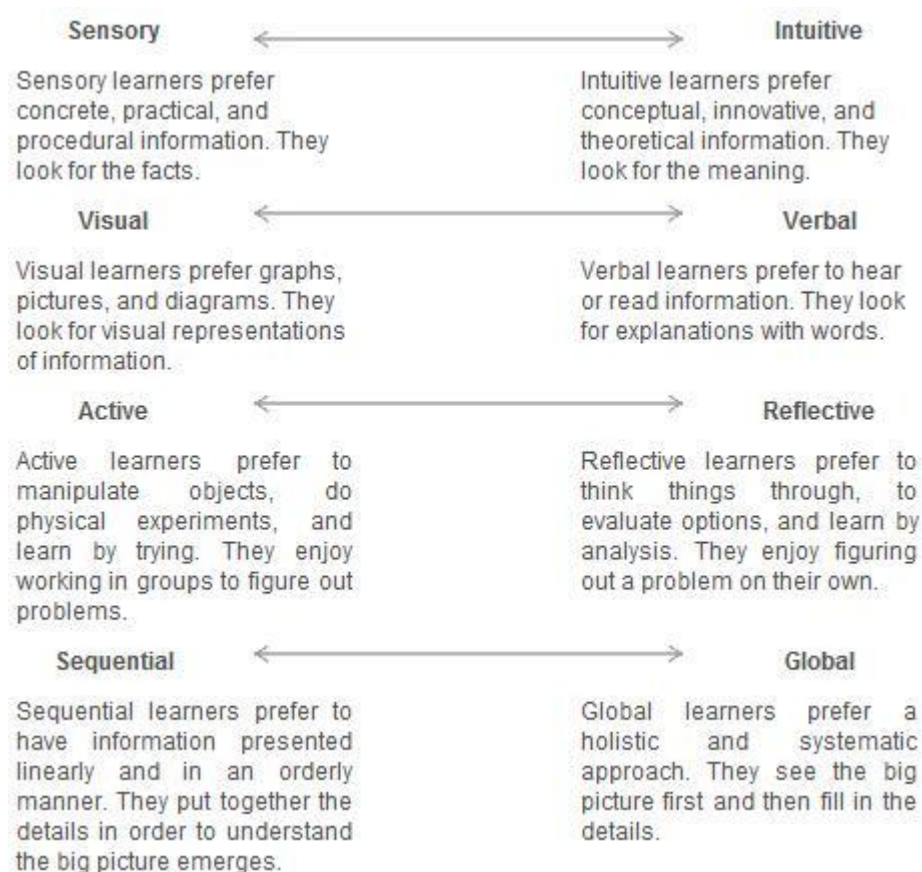 Sensory
Intuitive
Sensory learners prefer
concrete, practical, and
procedural information. They
look for the facts.
Intuitive learners prefer
conceptual, innovative, and
theoretical information. They
look for the meaning.
Visual
Verbal
Visual learners prefer graphs,
pictures, and diagrams. They
look for visual representations
of information.
Verbal learners prefer to hear
or read information. They look
for explanations with words.
Active
Reflective
Active learners prefer to
manipulate objects, do
physical experiments, and
learn by trying. They enjoy
working in groups to figure out
problems.
Reflective learners prefer to
think things through, to
evaluate options, and learn by
analysis. They enjoy figuring
out a problem on their own.
Sequential
Global
Sequential learners prefer to
have information presented
linearly and in an orderly
manner. They put together the
details in order to understand
the big picture emerges.
Global learners prefer a
holistic and systematic
approach. They see the big
picture first and then fill in the
details.